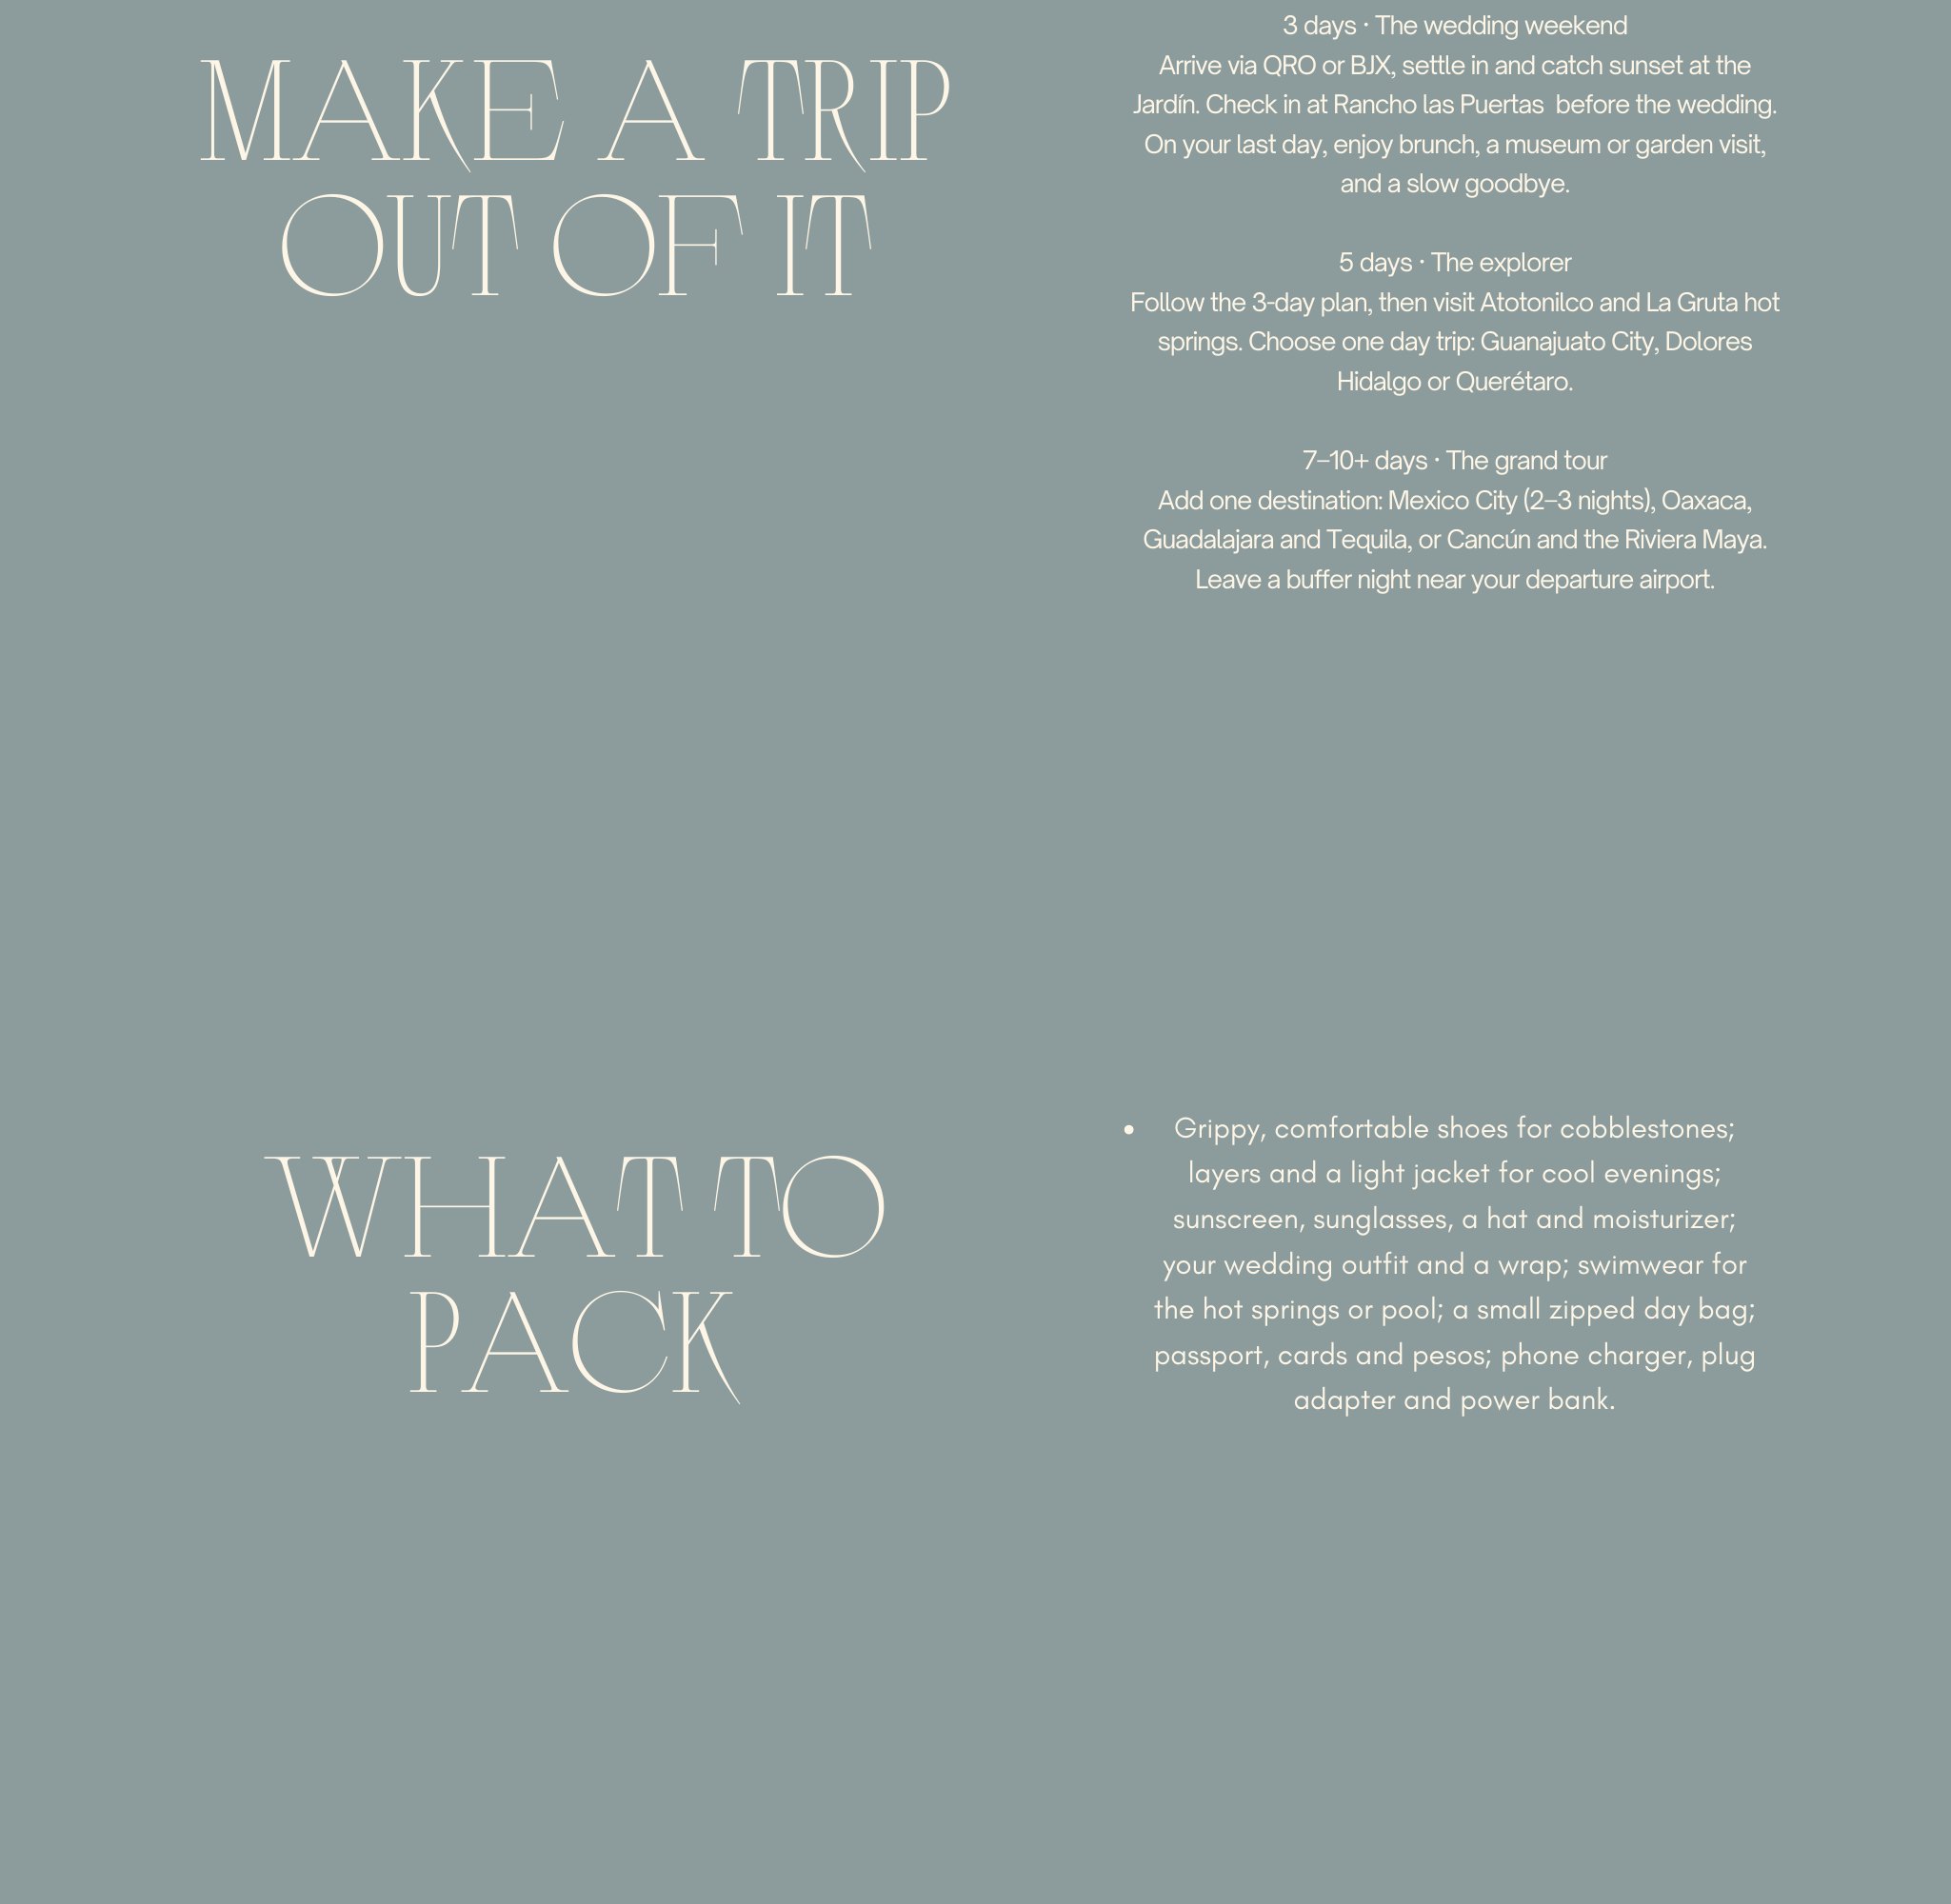 MAKE A TRIP
OUT OF IT
3 days · The wedding weekend
Arrive via QRO or BJX, settle in and catch sunset at the
Jardín. Check in at Rancho las Puertas  before the wedding.
On your last day, enjoy brunch, a museum or garden visit,
and a slow goodbye.
5 days · The explorer
Follow the 3-day plan, then visit Atotonilco and La Gruta hot
springs. Choose one day trip: Guanajuato City, Dolores
Hidalgo or Querétaro.
7–10+ days · The grand tour
Add one destination: Mexico City (2–3 nights), Oaxaca,
Guadalajara and Tequila, or Cancún and the Riviera Maya.
Leave a buffer night near your departure airport.
WHAT TO
PACK
• Grippy, comfortable shoes for cobblestones;
layers and a light jacket for cool evenings;
sunscreen, sunglasses, a hat and moisturizer;
your wedding outfit and a wrap; swimwear for
the hot springs or pool; a small zipped day bag;
passport, cards and pesos; phone charger, plug
adapter and power bank.